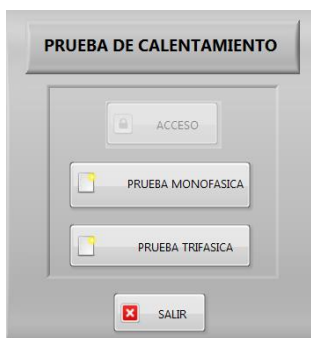 PRUEBA DE CALENTAMIENTO
ACCESO
PRUEBA MONOFASICA
PRUEBA TRIFASICA
SALIR